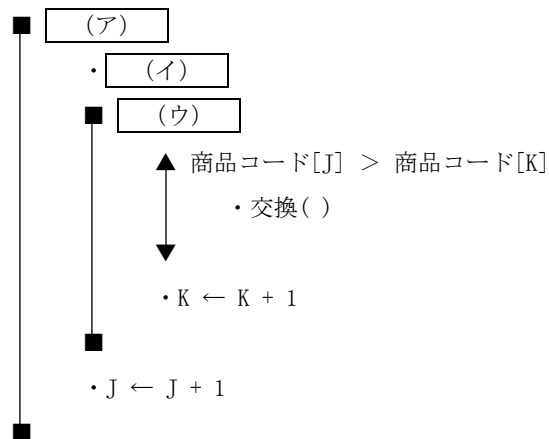 (ア)
・ (イ)
(ウ)
商品コード[J] > 商品コード[K]
・交換( )
・K ← K + 1
・J ← J + 1